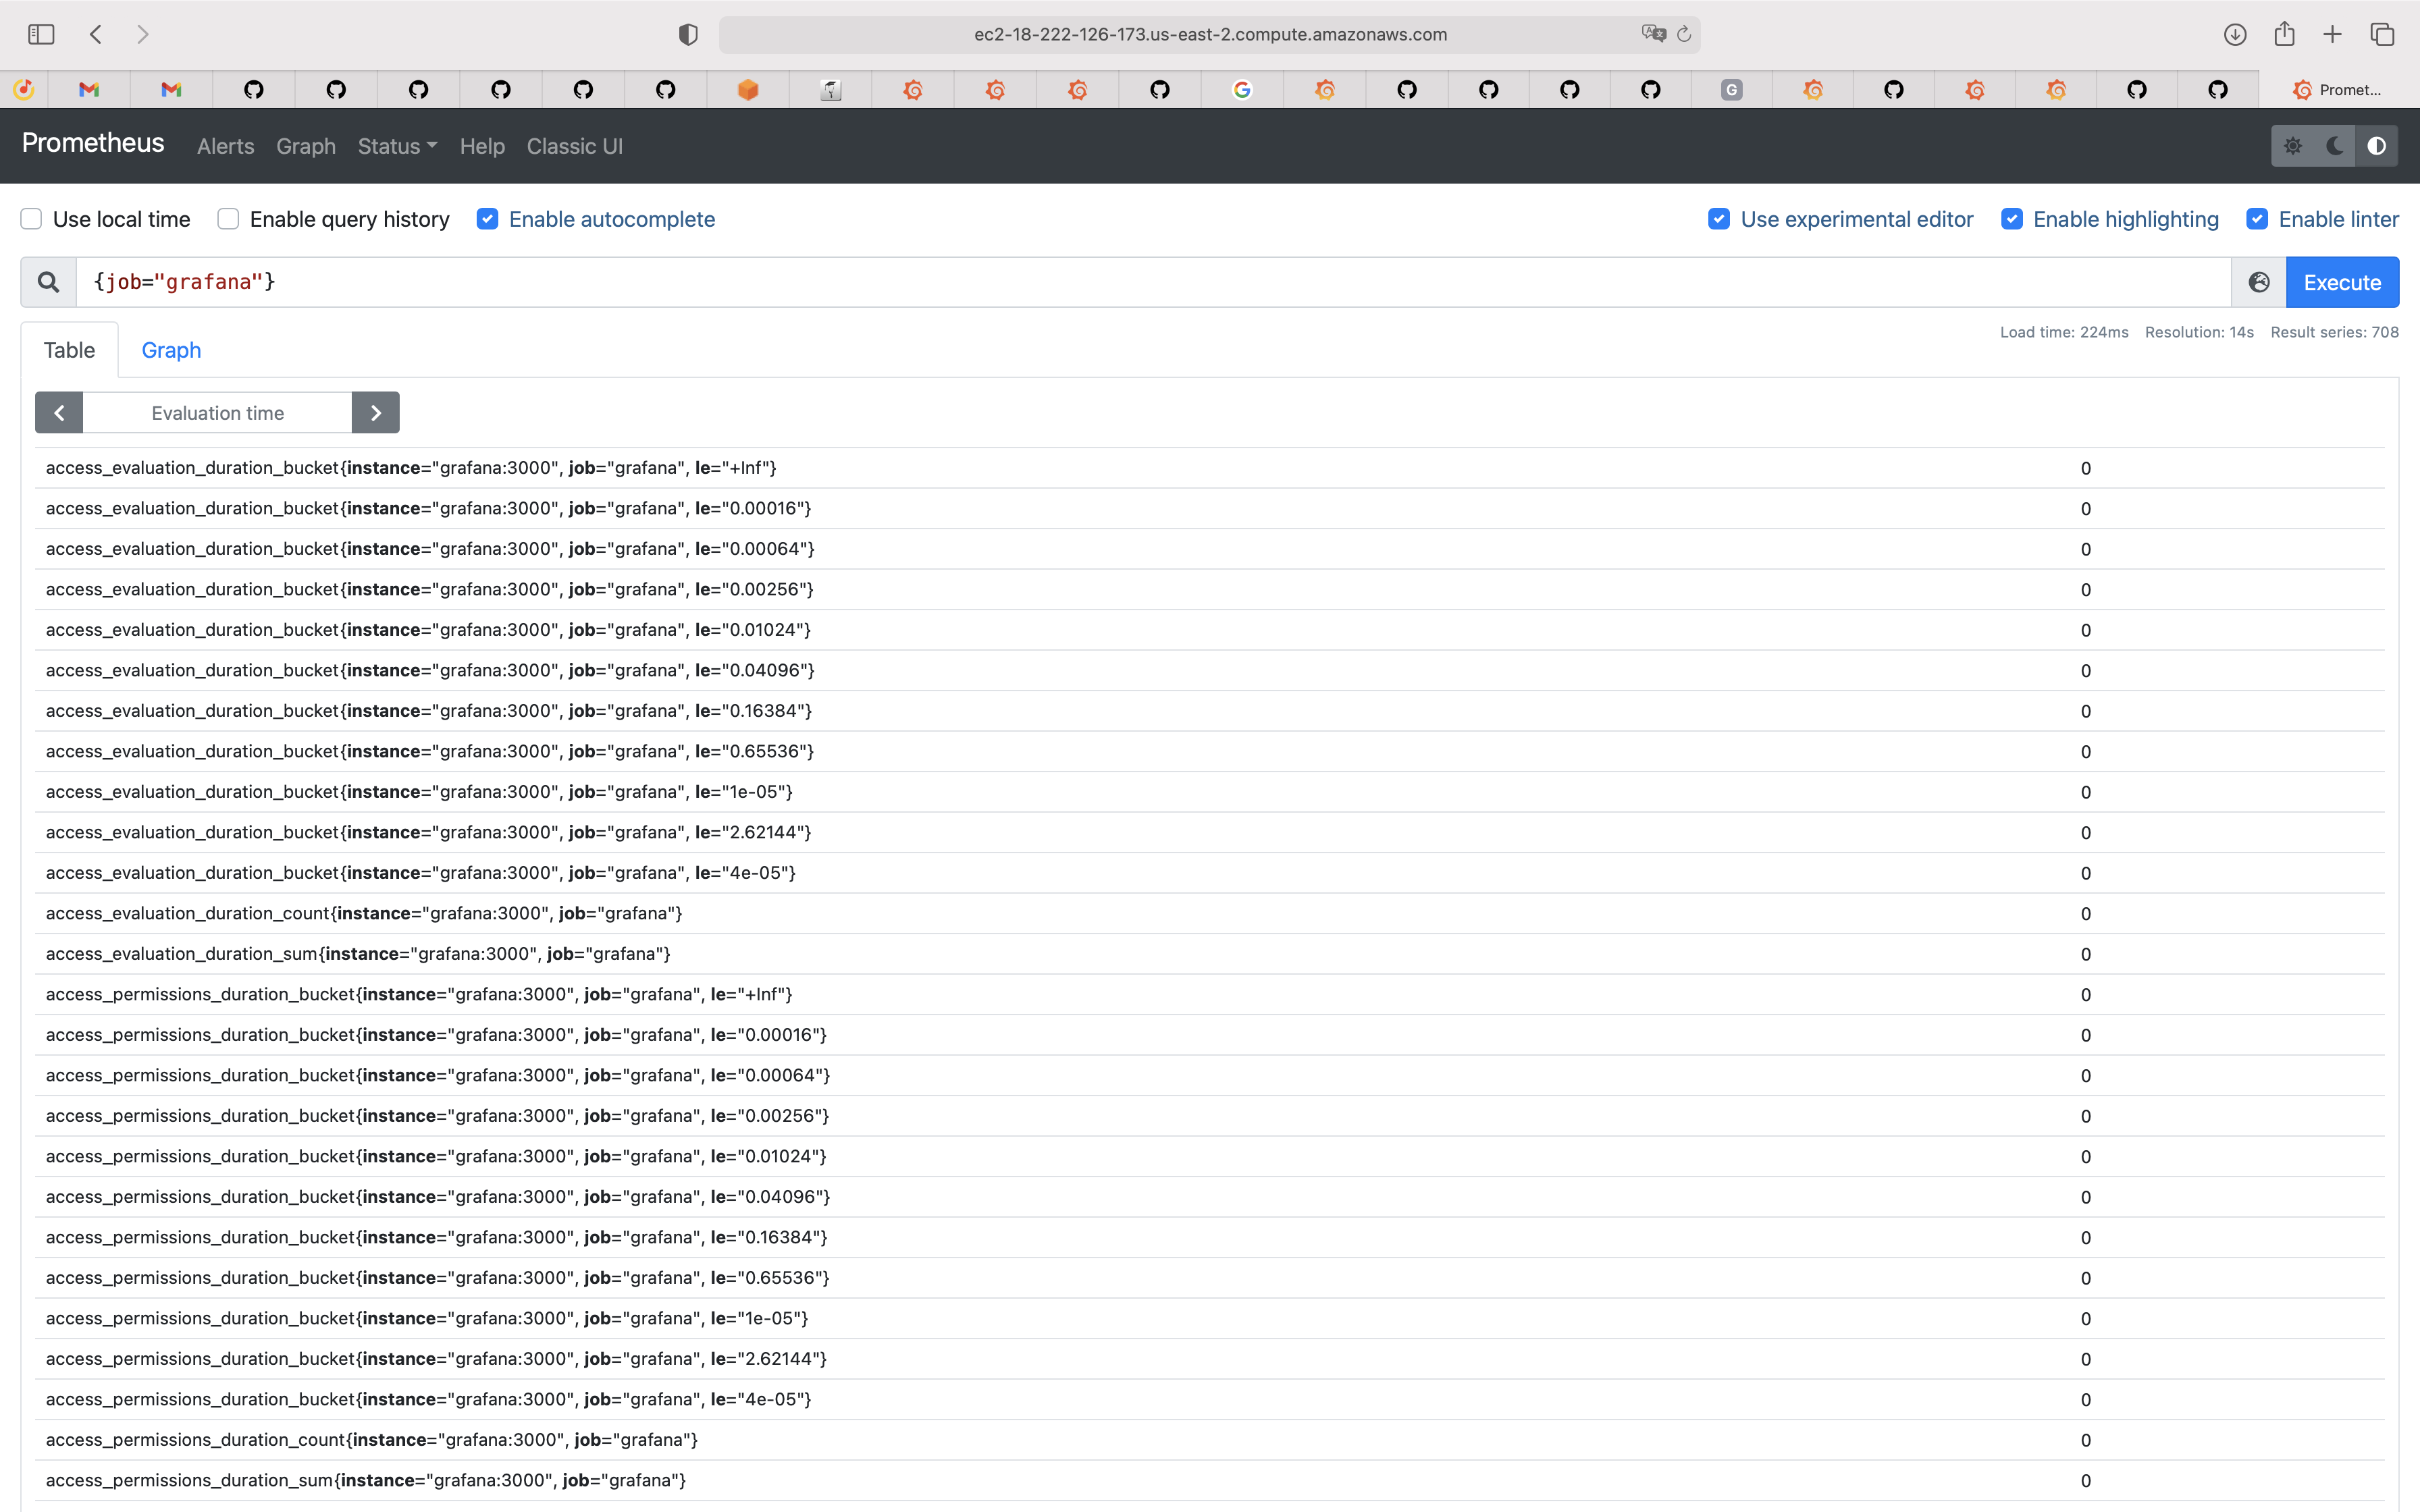 ec2-18-222-126-173.us-east-2.compute.amazonaws.com
G
Promet...
Prometheus Alerts Graph Status Help Classic UI
Use local time Enable query history Enable autocomplete Use experimental editor Enable highlighting Enable linter
{job="grafana"} Execute
Table Graph Load time: 224ms Resolution: 14s Result series: 708
Evaluation time
access_evaluation_duration_bucket{instance="grafana:3000", job="grafana", le="+Inf"} 0
access_evaluation_duration_bucket{instance="grafana:3000", job="grafana", le="0.00016"} 0
access_evaluation_duration_bucket{instance="grafana:3000", job="grafana", le="0.00064"} 0
access_evaluation_duration_bucket{instance="grafana:3000", job="grafana", le="0.00256"} 0
access_evaluation_duration_bucket{instance="grafana:3000", job="grafana", le="0.01024"} 0
access_evaluation_duration_bucket{instance="grafana:3000", job="grafana", le="0.04096"} 0
access_evaluation_duration_bucket{instance="grafana:3000", job="grafana", le="0.16384"} 0
access_evaluation_duration_bucket{instance="grafana:3000", job="grafana", le="0.65536"} 0
access_evaluation_duration_bucket{instance="grafana:3000", job="grafana", le="1e-05"} 0
access_evaluation_duration_bucket{instance="grafana:3000", job="grafana", le="2.62144"} 0
access_evaluation_duration_bucket{instance="grafana:3000", job="grafana", le="4e-05"} 0
access_evaluation_duration_count{instance="grafana:3000", job="grafana"} 0
access_evaluation_duration_sum{instance="grafana:3000", job="grafana"} 0
access_permissions_duration_bucket{instance="grafana:3000", job="grafana", le="+Inf"} 0
access_permissions_duration_bucket{instance="grafana:3000", job="grafana", le="0.00016"} 0
access_permissions_duration_bucket{instance="grafana:3000", job="grafana", le="0.00064"} 0
access_permissions_duration_bucket{instance="grafana:3000", job="grafana", le="0.00256"} 0
access_permissions_duration_bucket{instance="grafana:3000", job="grafana", le="0.01024"} 0
access_permissions_duration_bucket{instance="grafana:3000", job="grafana", le="0.04096"} 0
access_permissions_duration_bucket{instance="grafana:3000", job="grafana", le="0.16384"} 0
access_permissions_duration_bucket{instance="grafana:3000", job="grafana", le="0.65536"} 0
access_permissions_duration_bucket{instance="grafana:3000", job="grafana", le="1e-05"} 0
access_permissions_duration_bucket{instance="grafana:3000", job="grafana", le="2.62144"} 0
access_permissions_duration_bucket{instance="grafana:3000", job="grafana", le="4e-05"} 0
access_permissions_duration_count{instance="grafana:3000", job="grafana"} 0
access_permissions_duration_sum{instance="grafana:3000", job="grafana"} 0